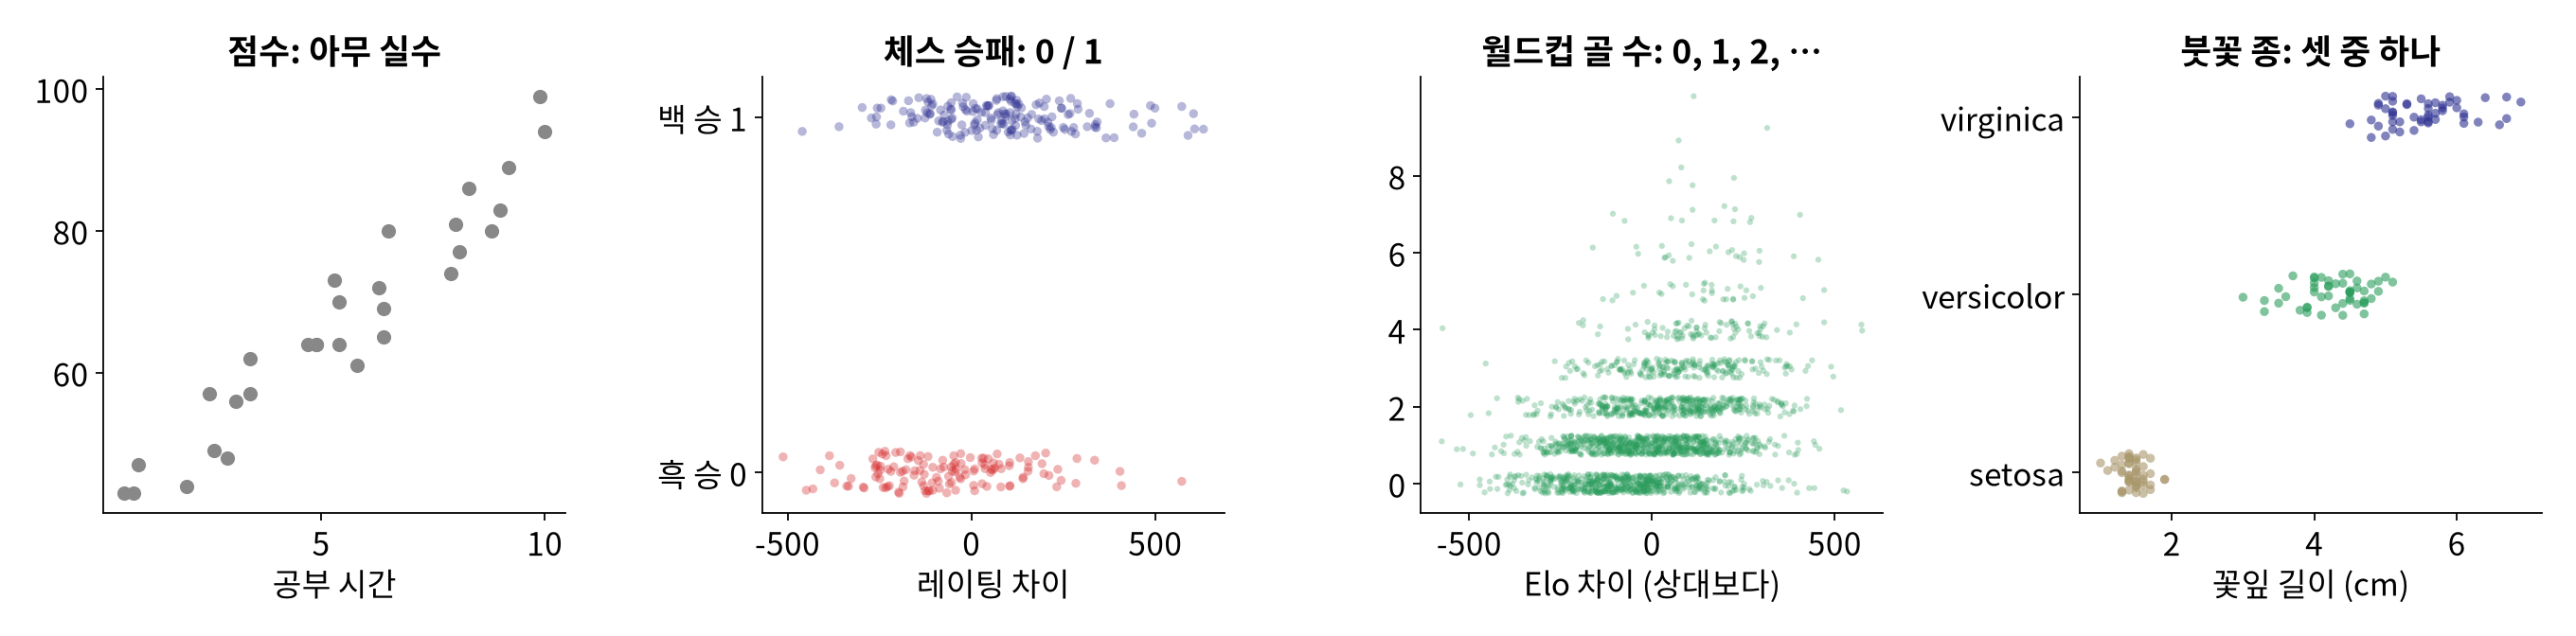 점수: 아무 실수
100
80
60
5 10
공부 시간
체스 승패: 0 / 1
백 승 1
흑 승 0
-500 0 500
레이팅 차이
월드컵 골 수: 0, 1, 2, ⋯
8
6
4
2
0
-500 0 500
Elo 차이 (상대보다)
붓꽃 종: 셋 중 하나
virginica
versicolor
setosa
2 4 6
꽃잎 길이 (cm)